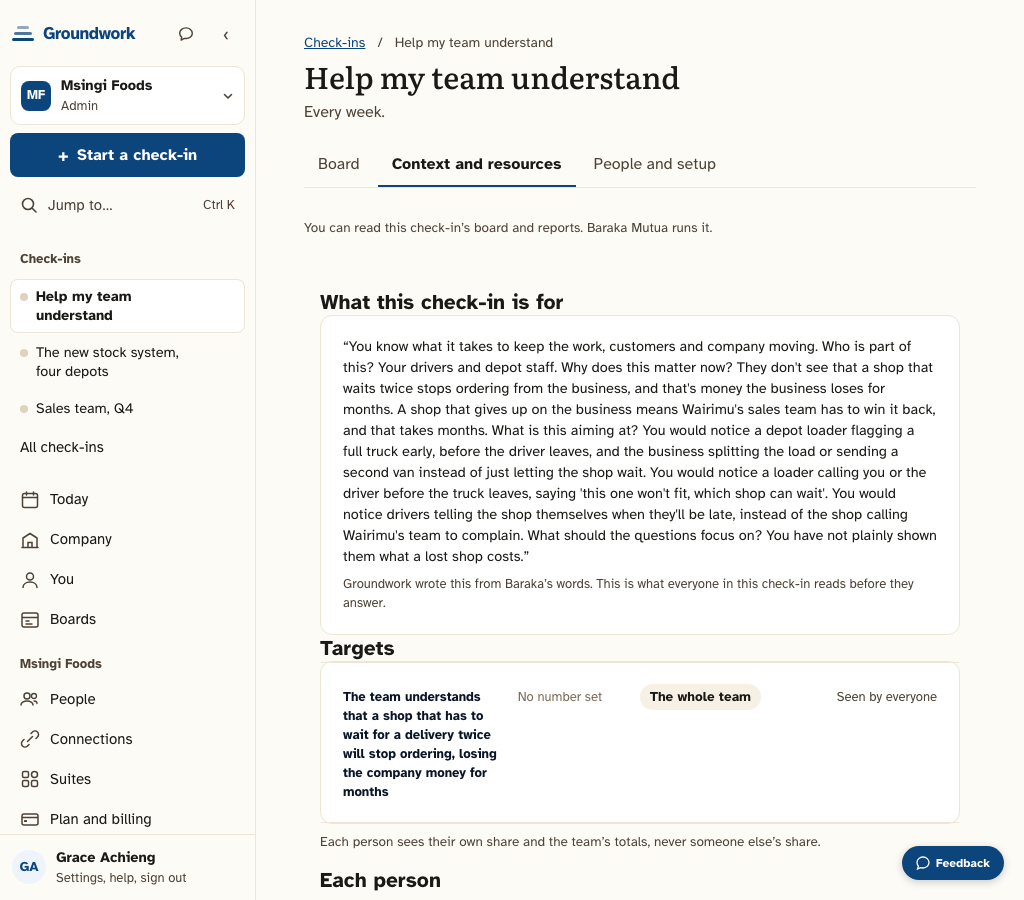 Groundwork
MF
Msingi Foods
Admin
+ Start a check-in
Jump to...
Ctrl K
Check-ins
Help my team
understand
The new stock system,
four depots
Sales team, Q4
All check-ins
Today
Company
You
Boards
Msingi Foods
People
Connections
Suites
Plan and billing
GA
Grace Achieng
Settings, help, sign out
Check-ins / Help my team understand
Help my team understand
Every week.
Board
Context and resources
People and setup
You can read this check-in’s board and reports. Baraka Mutua runs it.
What this check-in is for
“You know what it takes to keep the work, customers and company moving. Who is part of
this? Your drivers and depot staff. Why does this matter now? They don't see that a shop that
waits twice stops ordering from the business, and that's money the business loses for
months. A shop that gives up on the business means Wairimu's sales team has to win it back,
and that takes months. What is this aiming at? You would notice a depot loader flagging a
full truck early, before the driver leaves, and the business splitting the load or sending a
second van instead of just letting the shop wait. You would notice a loader calling you or the
driver before the truck leaves, saying 'this one won't fit, which shop can wait'. You would
notice drivers telling the shop themselves when they'll be late, instead of the shop calling
Wairimu's team to complain. What should the questions focus on? You have not plainly shown
them what a lost shop costs.”
Groundwork wrote this from Baraka’s words. This is what everyone in this check-in reads before they
answer.
Targets
The team understands
that a shop that has to
wait for a delivery twice
will stop ordering, losing
the company money for
months
No number set
The whole team
Seen by everyone
Each person sees their own share and the team’s totals, never someone else’s share.
Each person
Feedback